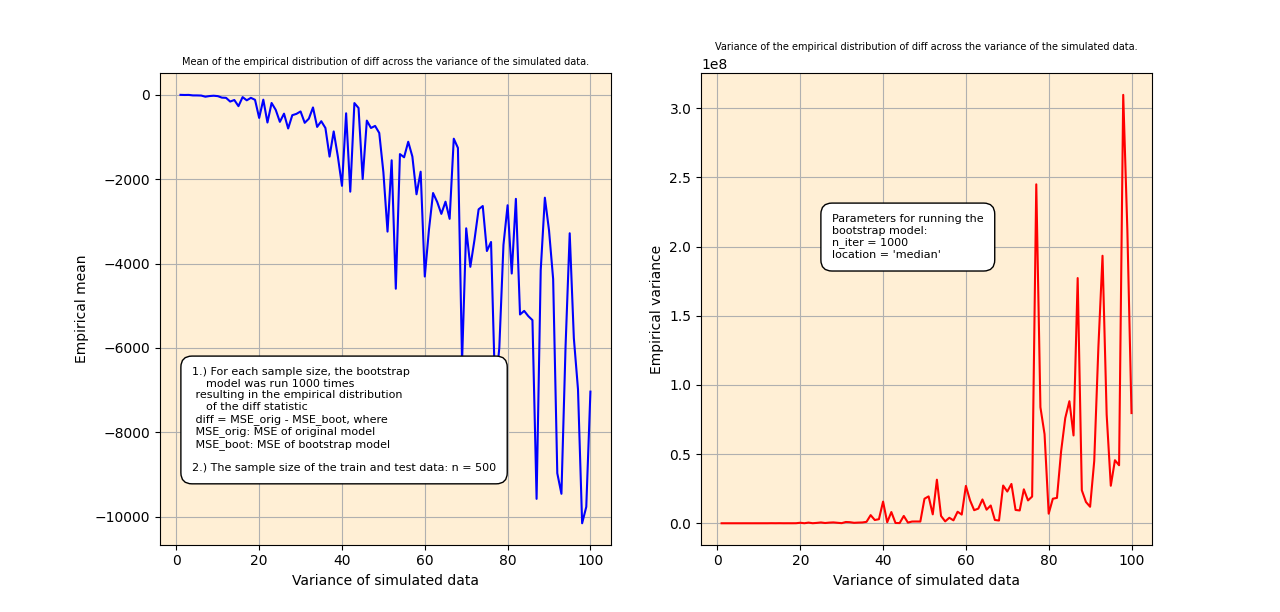 Mean of the empirical distribution of diff across the variance of the simulated data.
0
−2000
−4000
−6000
−8000
−10000
Empirical mean
1.) For each sample size, the bootstrap
model was run 1000 times
resulting in the empirical distribution
of the diff statistic
diff = MSE_orig - MSE_boot, where
MSE_orig: MSE of original model
MSE_boot: MSE of bootstrap model
2.) The sample size of the train and test data: n = 500
0 20 40 60 80 100
Variance of simulated data
Variance of the empirical distribution of diff across the variance of the simulated data.
1e8
3.0
2.5
2.0
1.5
1.0
0.5
0.0
Empirical variance
Parameters for running the
bootstrap model:
n_iter = 1000
location = 'median'
0 20 40 60 80 100
Variance of simulated data